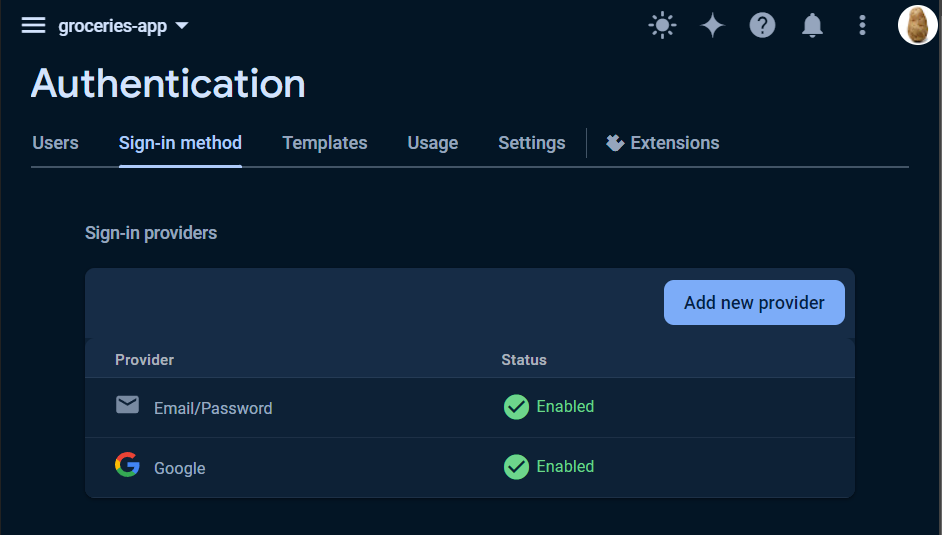 groceries-app
Authentication
Users Sign-in method Templates Usage Settings Extensions
Sign-in providers
Add new provider
Provider Status
Email/Password Enabled
Google Enabled